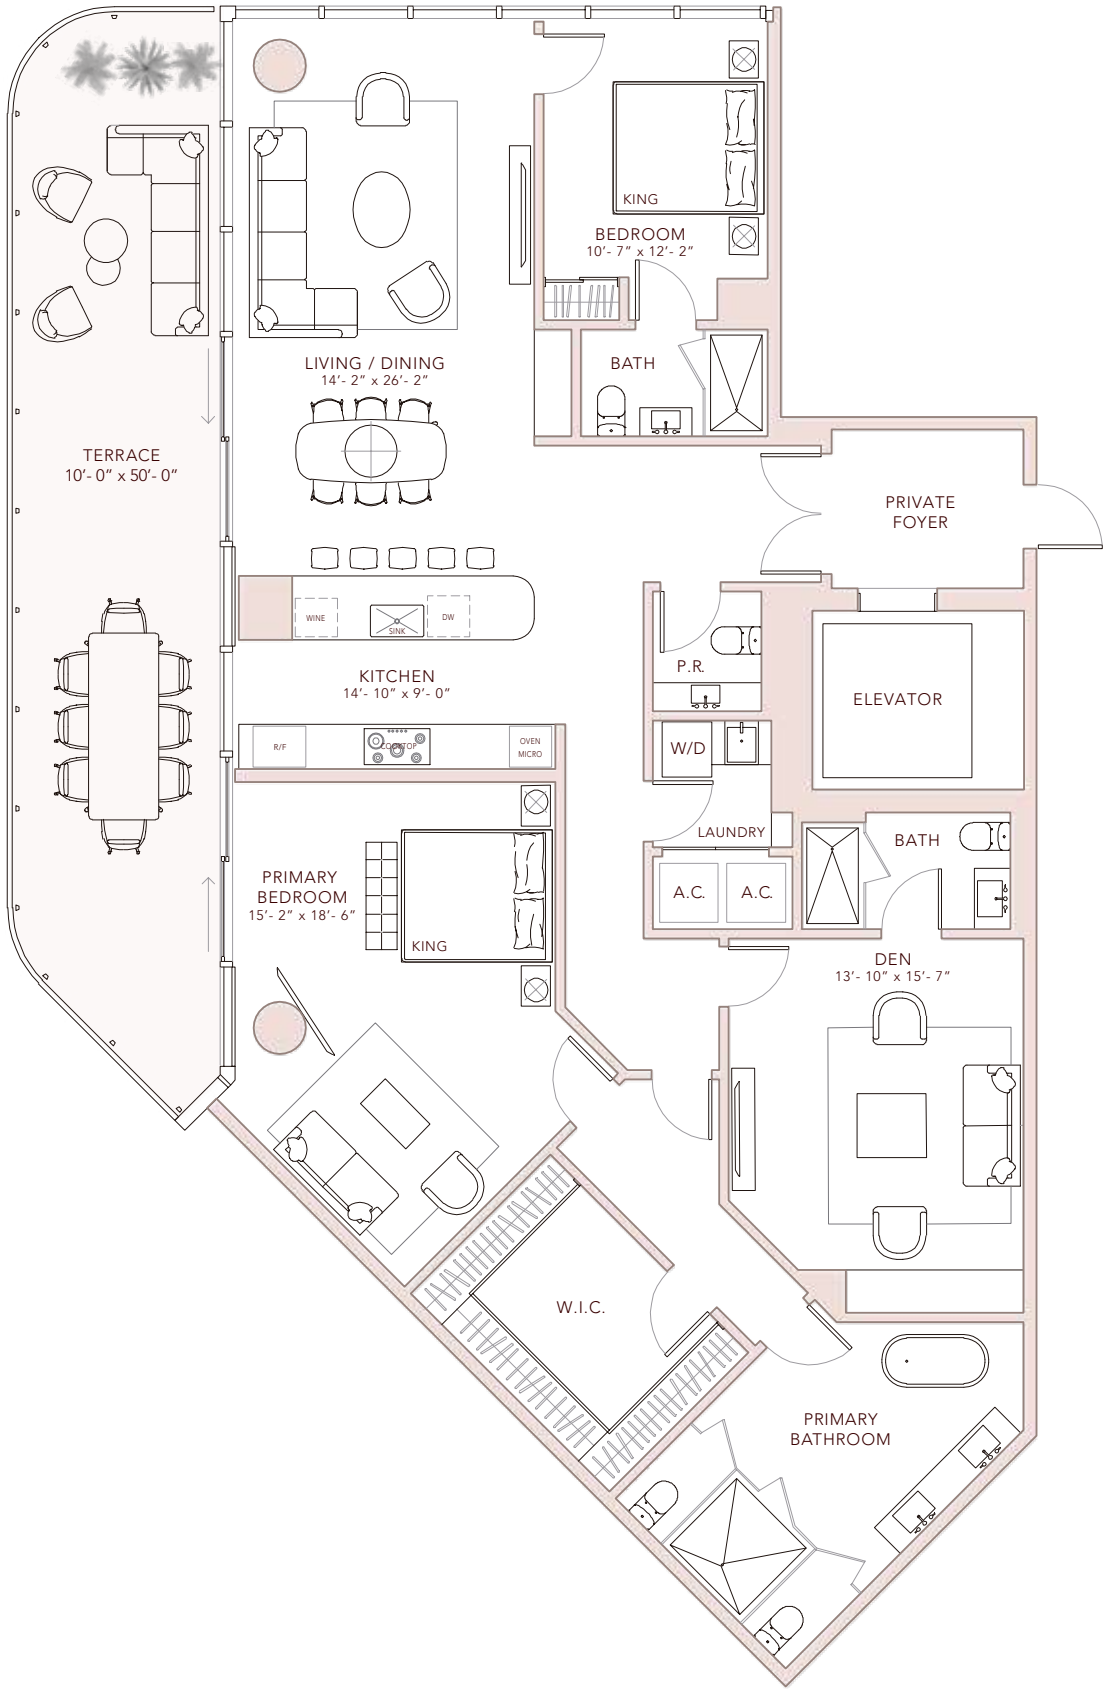 KING
BEDROOM
10'- 7" x 12'- 2"
LIVING / DINING
14'- 2" x 26'- 2"
BATH
TERRACE
10'- 0" x 50'- 0"
PRIVATE
FOYER
WINE
SINK
DW
KITCHEN
14'- 10" x 9'- 0"
P.R.
ELEVATOR
R/F
COOKTOP
OVEN
MICRO
W/D
LAUNDRY
BATH
A.C.
A.C.
PRIMARY
BEDROOM
15'- 2" x 18'- 6"
KING
DEN
13'- 10" x 15'- 7"
W.I.C.
PRIMARY
BATHROOM